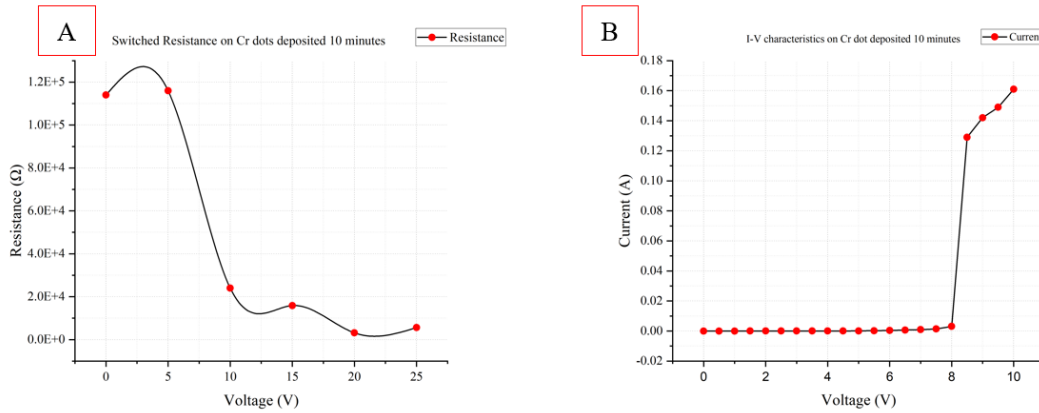 A
Switched Resistance on Cr dots deposited 10 minutes
Resistance
1.2E+5
1.0E+5
8.0E+4
6.0E+4
4.0E+4
2.0E+4
0.0E+0
Resistance (Ω)
0 5 10 15 20 25
Voltage (V)
B
I-V characteristics on Cr dot deposited 10 minutes
Current
0.18
0.16
0.14
0.12
0.10
0.08
0.06
0.04
0.02
0.00
-0.02
Current (A)
0 2 4 6 8 10
Voltage (V)